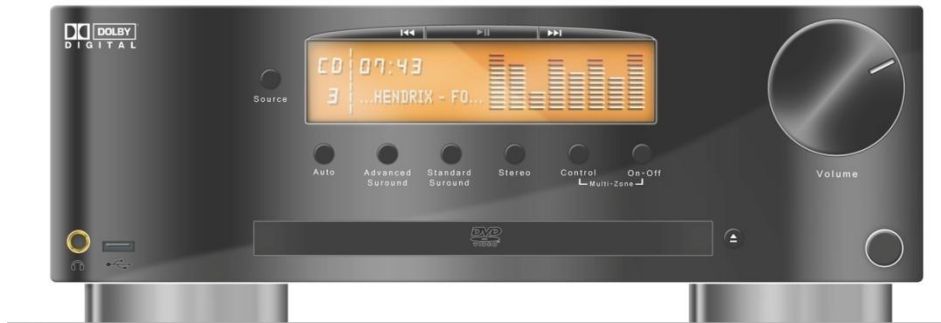 DOLBY
DIGITAL
Source
CD 07:43
3 ...HENDRIX - FO...
Auto
Advanced
Suround
Standard
Suround
Stereo
Control
On-Off
Multi-Zone
Volume
DVD
VIDEO